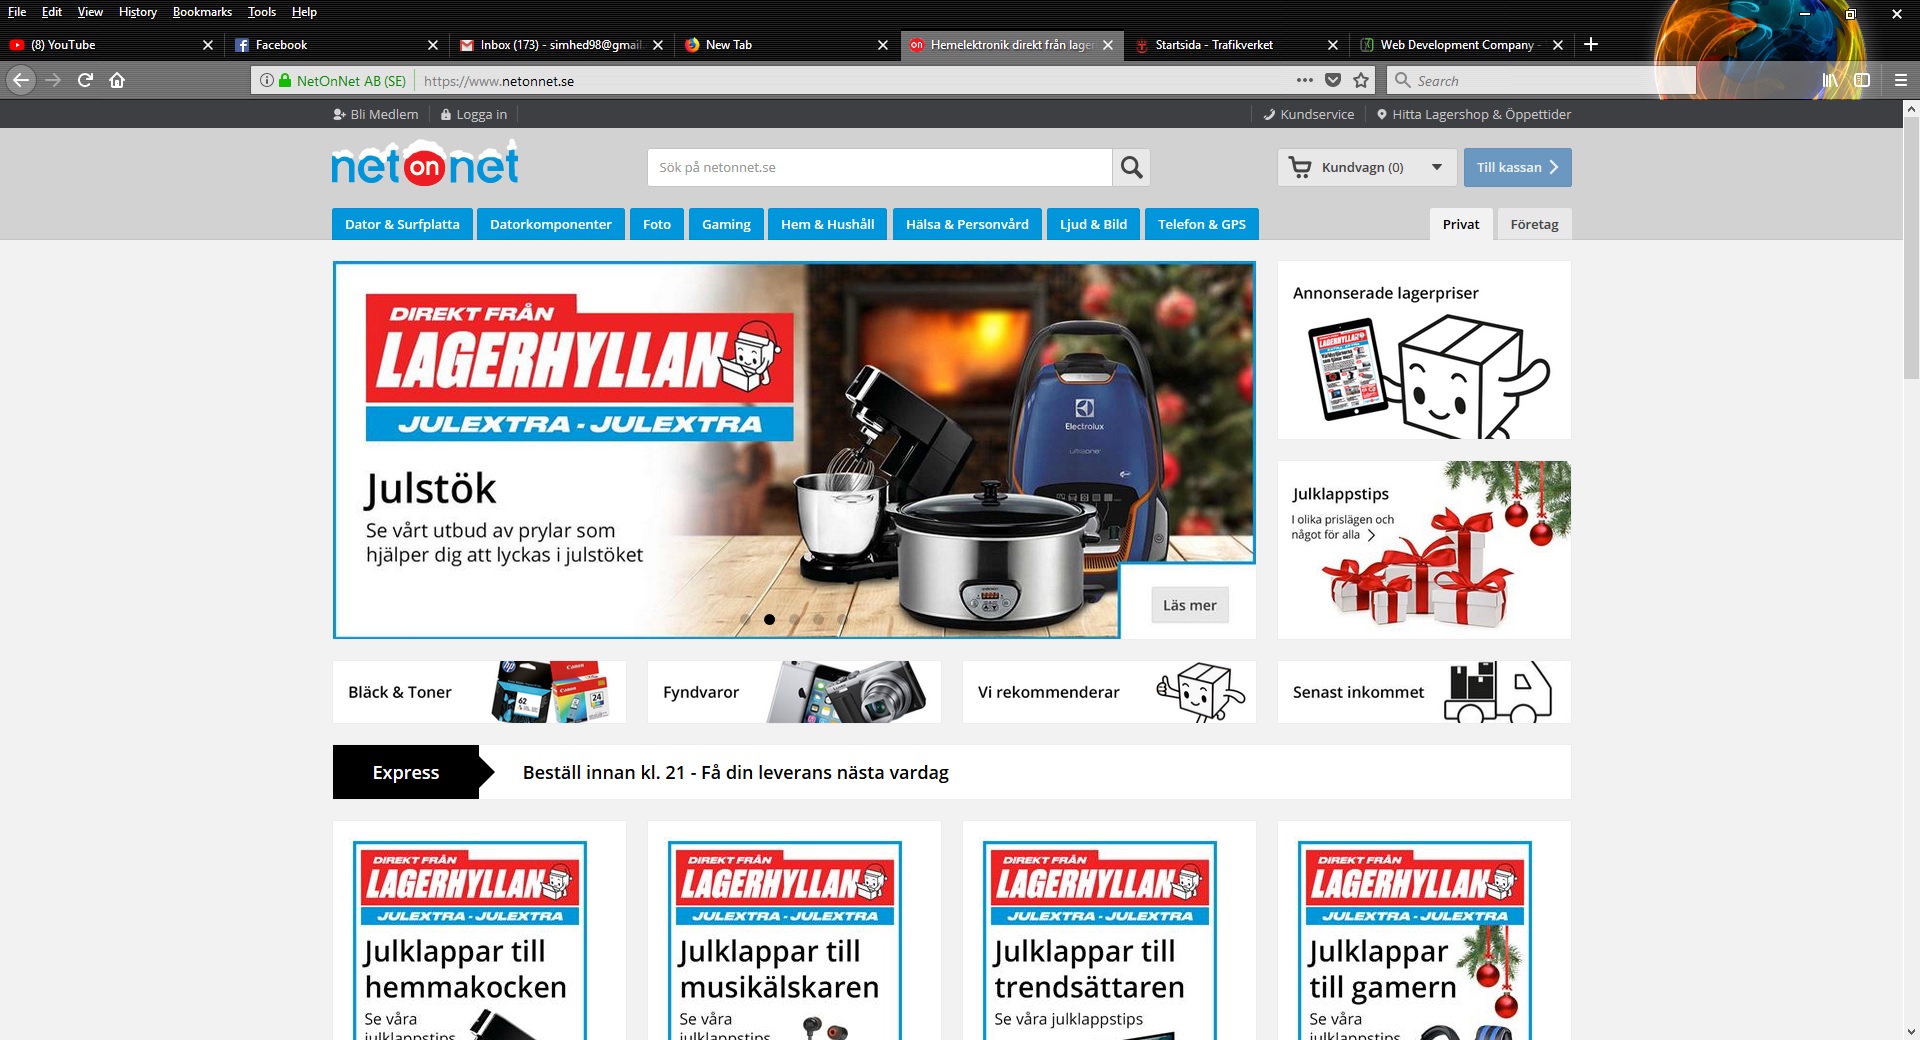 File Edit View History Bookmarks Tools Help
(8) YouTube
Facebook
Inbox (173) - simhed98@gmail.
New Tab
Hemelektronik direkt från lager
Startsida - Trafikverket
Web Development Company -
NetOnNet AB (SE)
https://www.netonnet.se
Search
Bli Medlem
Logga in
Kundservice
Hitta Lagershop & Öppettider
net on net
Sök på netonnet.se
Kundvagn (0)
Till kassan
Dator & Surfplatta
Datorkomponenter
Foto
Gaming
Hem & Hushåll
Hälsa & Personvård
Ljud & Bild
Telefon & GPS
Privat
Företag
DIREKT FRÅN
LAGERHYLLAN
JULEXTRA - JULEXTRA
Julstök
Se vårt utbud av prylar som
hjälper dig att lyckas i julstöket
Electrolux
Läs mer
Annonserade lagerpriser
LAGERHYLLAN
Julklappstips
I olika prislägen och
något för alla
Bläck & Toner
hp
62
Canon
Canon
24
Fyndvaror
Vi rekommenderar
Senast inkommet
Express
Beställ innan kl. 21 - Få din leverans nästa vardag
DIREKT FRÅN
LAGERHYLLAN
JULEXTRA - JULEXTRA
Julklappar till
hemmakocken
Se våra
julklappstips
DIREKT FRÅN
LAGERHYLLAN
JULEXTRA - JULEXTRA
Julklappar till
musikälskaren
Se våra
julklappstips
DIREKT FRÅN
LAGERHYLLAN
JULEXTRA - JULEXTRA
Julklappar till
trendsättaren
Se våra julklappstips
DIREKT FRÅN
LAGERHYLLAN
JULEXTRA - JULEXTRA
Julklappar
till gamern
Se våra
julklappstips